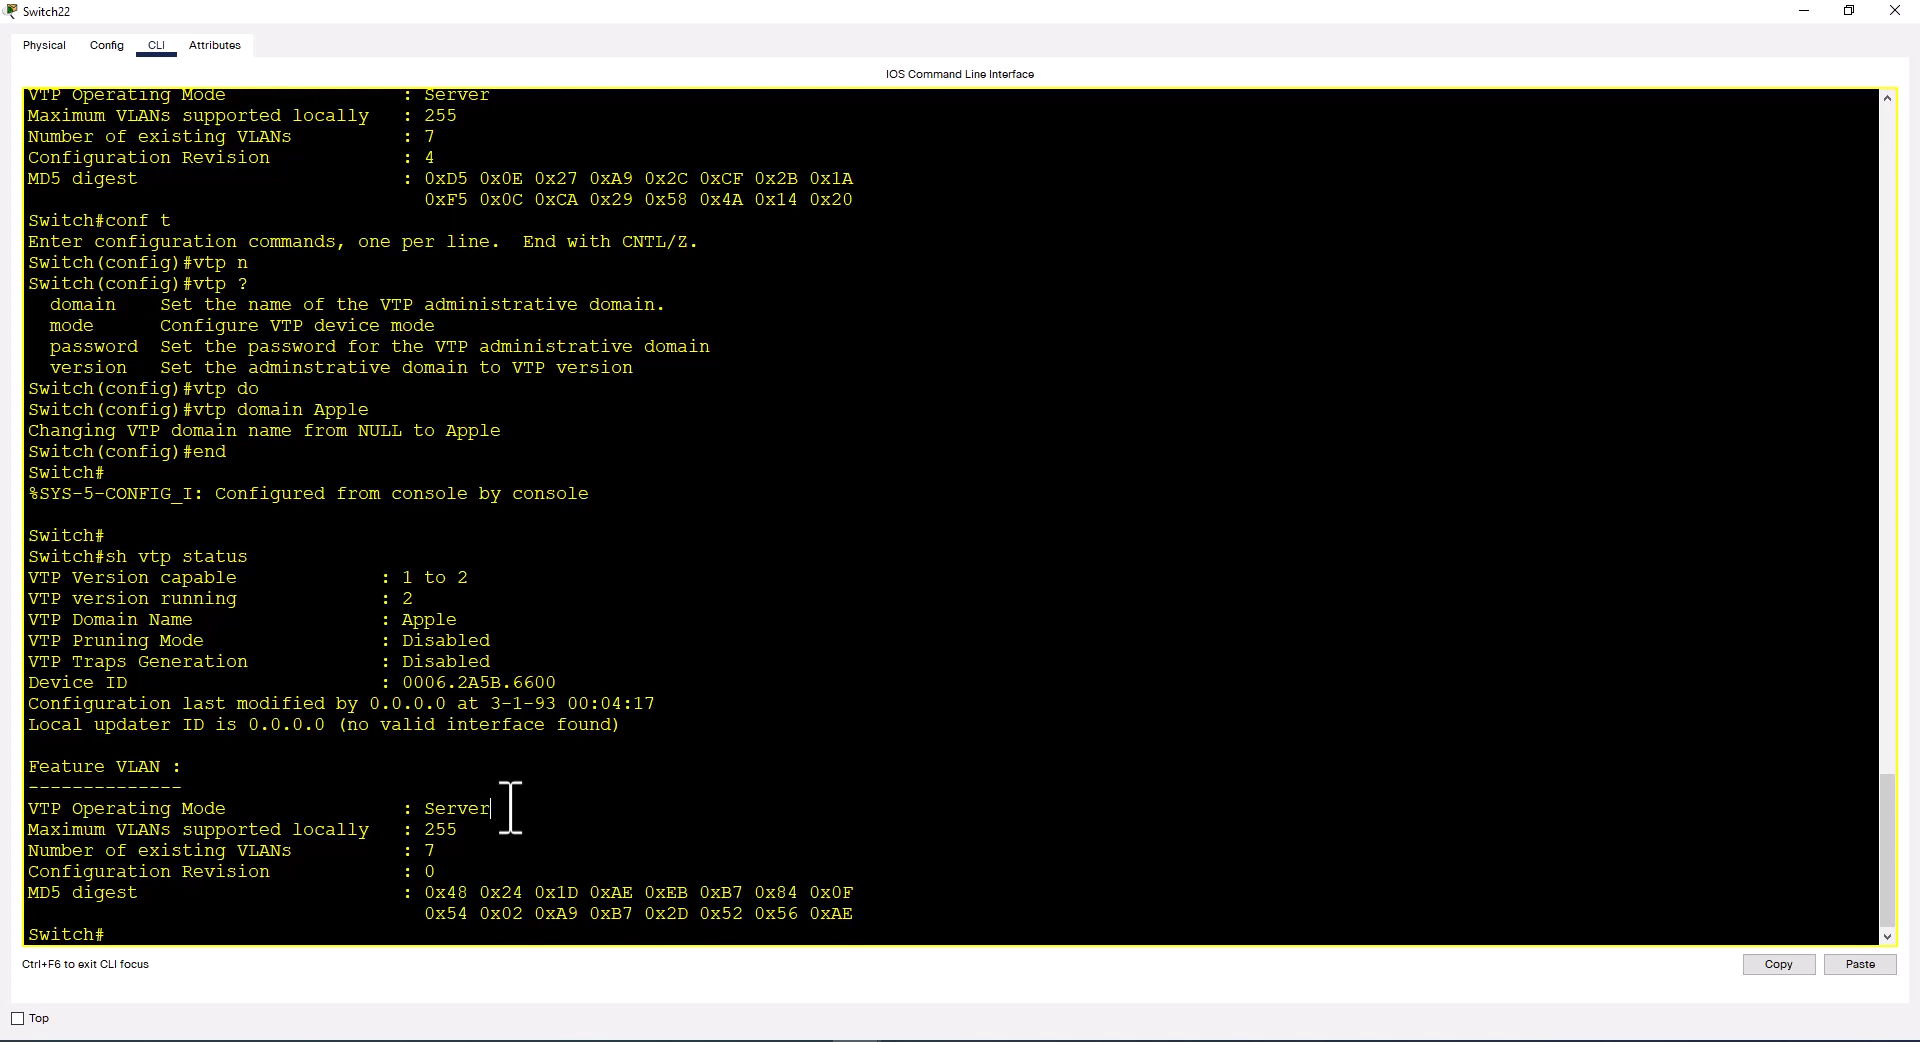 Switch22
Physical Config CLI Attributes
IOS Command Line Interface
VTP Operating Mode : Server
Maximum VLANs supported locally : 255
Number of existing VLANs : 7
Configuration Revision : 4
MD5 digest : 0xD5 0x0E 0x27 0xA9 0x2C 0xCF 0x2B 0x1A
0xF5 0x0C 0xCA 0x29 0x58 0x4A 0x14 0x20
Switch#conf t
Enter configuration commands, one per line. End with CNTL/Z.
Switch(config)#vtp n
Switch(config)#vtp ?
domain Set the name of the VTP administrative domain.
mode Configure VTP device mode
password Set the password for the VTP administrative domain
version Set the adminstrative domain to VTP version
Switch(config)#vtp do
Switch(config)#vtp domain Apple
Changing VTP domain name from NULL to Apple
Switch(config)#end
Switch#
%SYS-5-CONFIG_I: Configured from console by console
Switch#
Switch#sh vtp status
VTP Version capable : 1 to 2
VTP version running : 2
VTP Domain Name : Apple
VTP Pruning Mode : Disabled
VTP Traps Generation : Disabled
Device ID : 0006.2A5B.6600
Configuration last modified by 0.0.0.0 at 3-1-93 00:04:17
Local updater ID is 0.0.0.0 (no valid interface found)
Feature VLAN :
--------------
VTP Operating Mode : Server
Maximum VLANs supported locally : 255
Number of existing VLANs : 7
Configuration Revision : 0
MD5 digest : 0x48 0x24 0x1D 0xAE 0xEB 0xB7 0x84 0x0F
0x54 0x02 0xA9 0xB7 0x2D 0x52 0x56 0xAE
Switch#
Ctrl+F6 to exit CLI focus
Copy Paste
Top